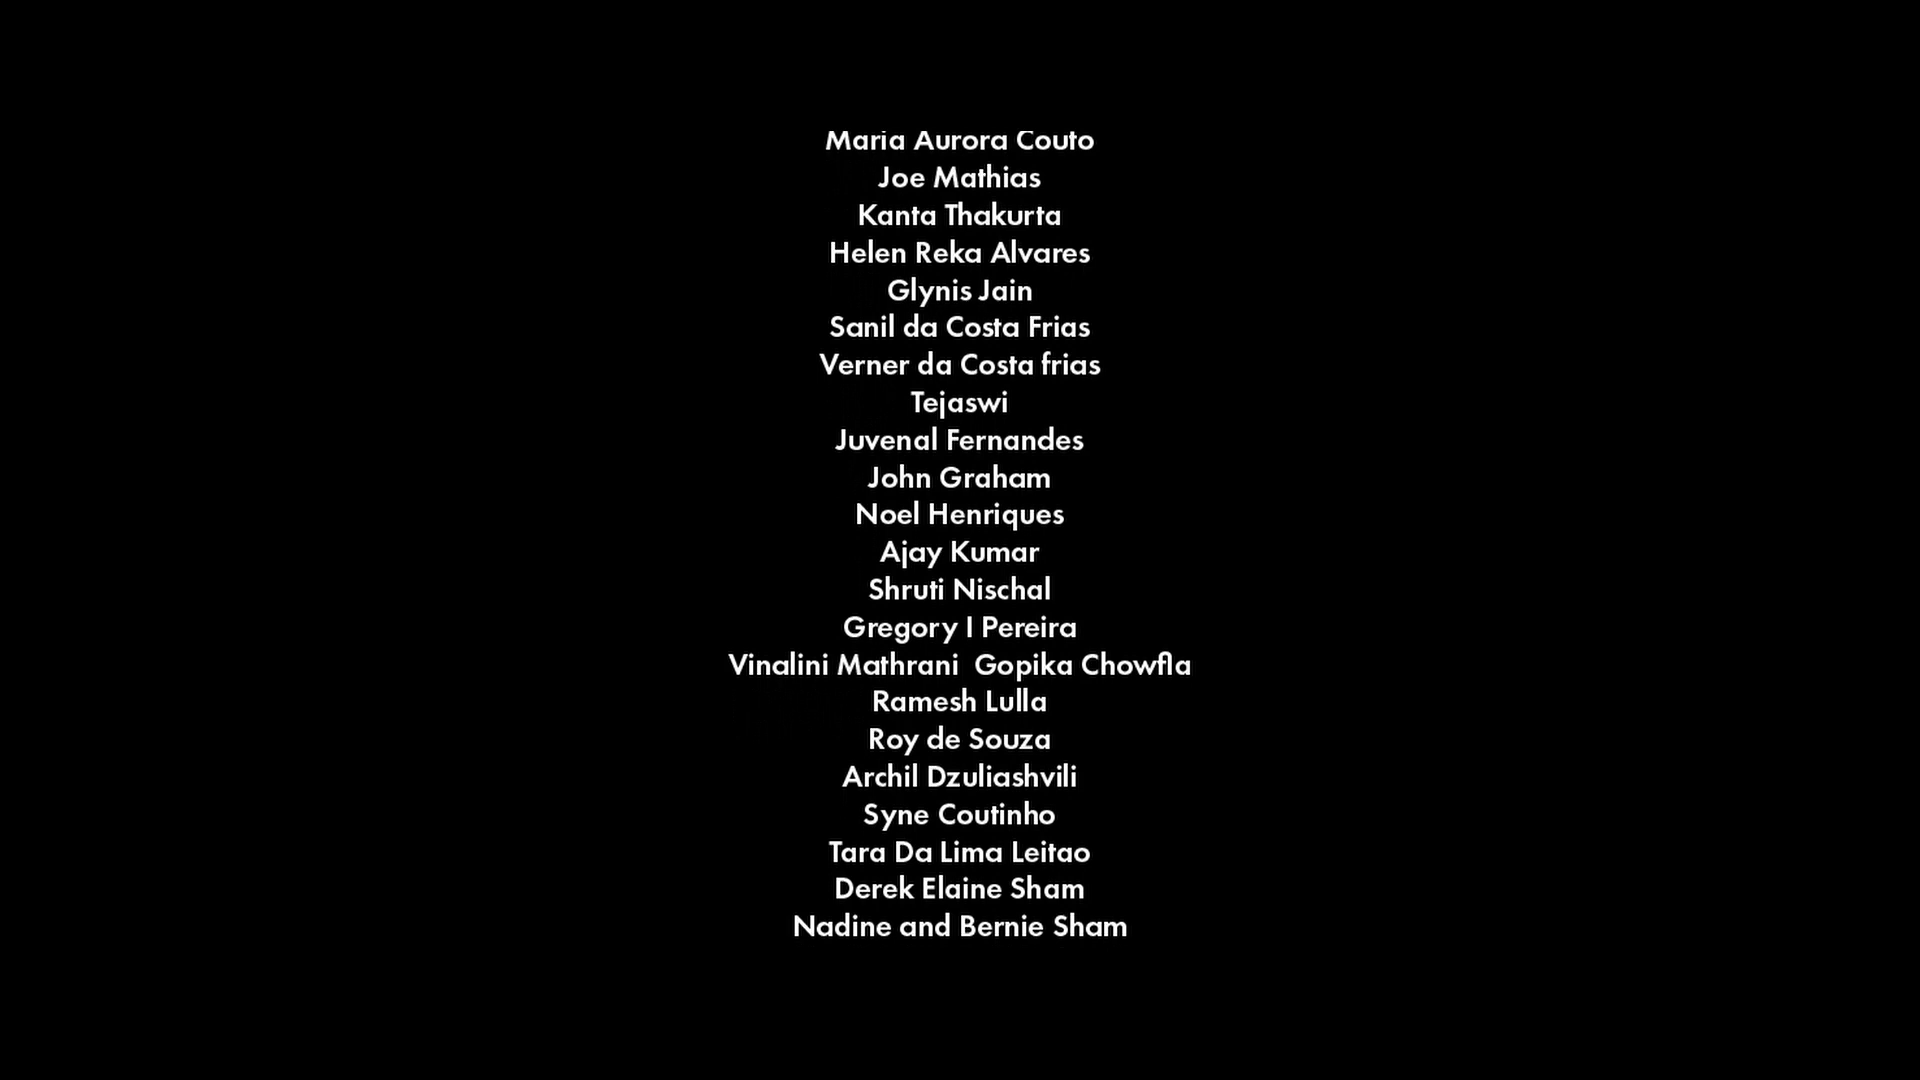 Maria Aurora Couto
Joe Mathias
Kanta Thakurta
Helen Reka Alvares
Glynis Jain
Sanil da Costa Frias
Verner da Costa frias
Tejaswi
Juvenal Fernandes
John Graham
Noel Henriques
Ajay Kumar
Shruti Nischal
Gregory I Pereira
Vinalini Mathrani  Gopika Chowfla
Ramesh Lulla
Roy de Souza
Archil Dzuliashvili
Syne Coutinho
Tara Da Lima Leitao
Derek Elaine Sham
Nadine and Bernie Sham